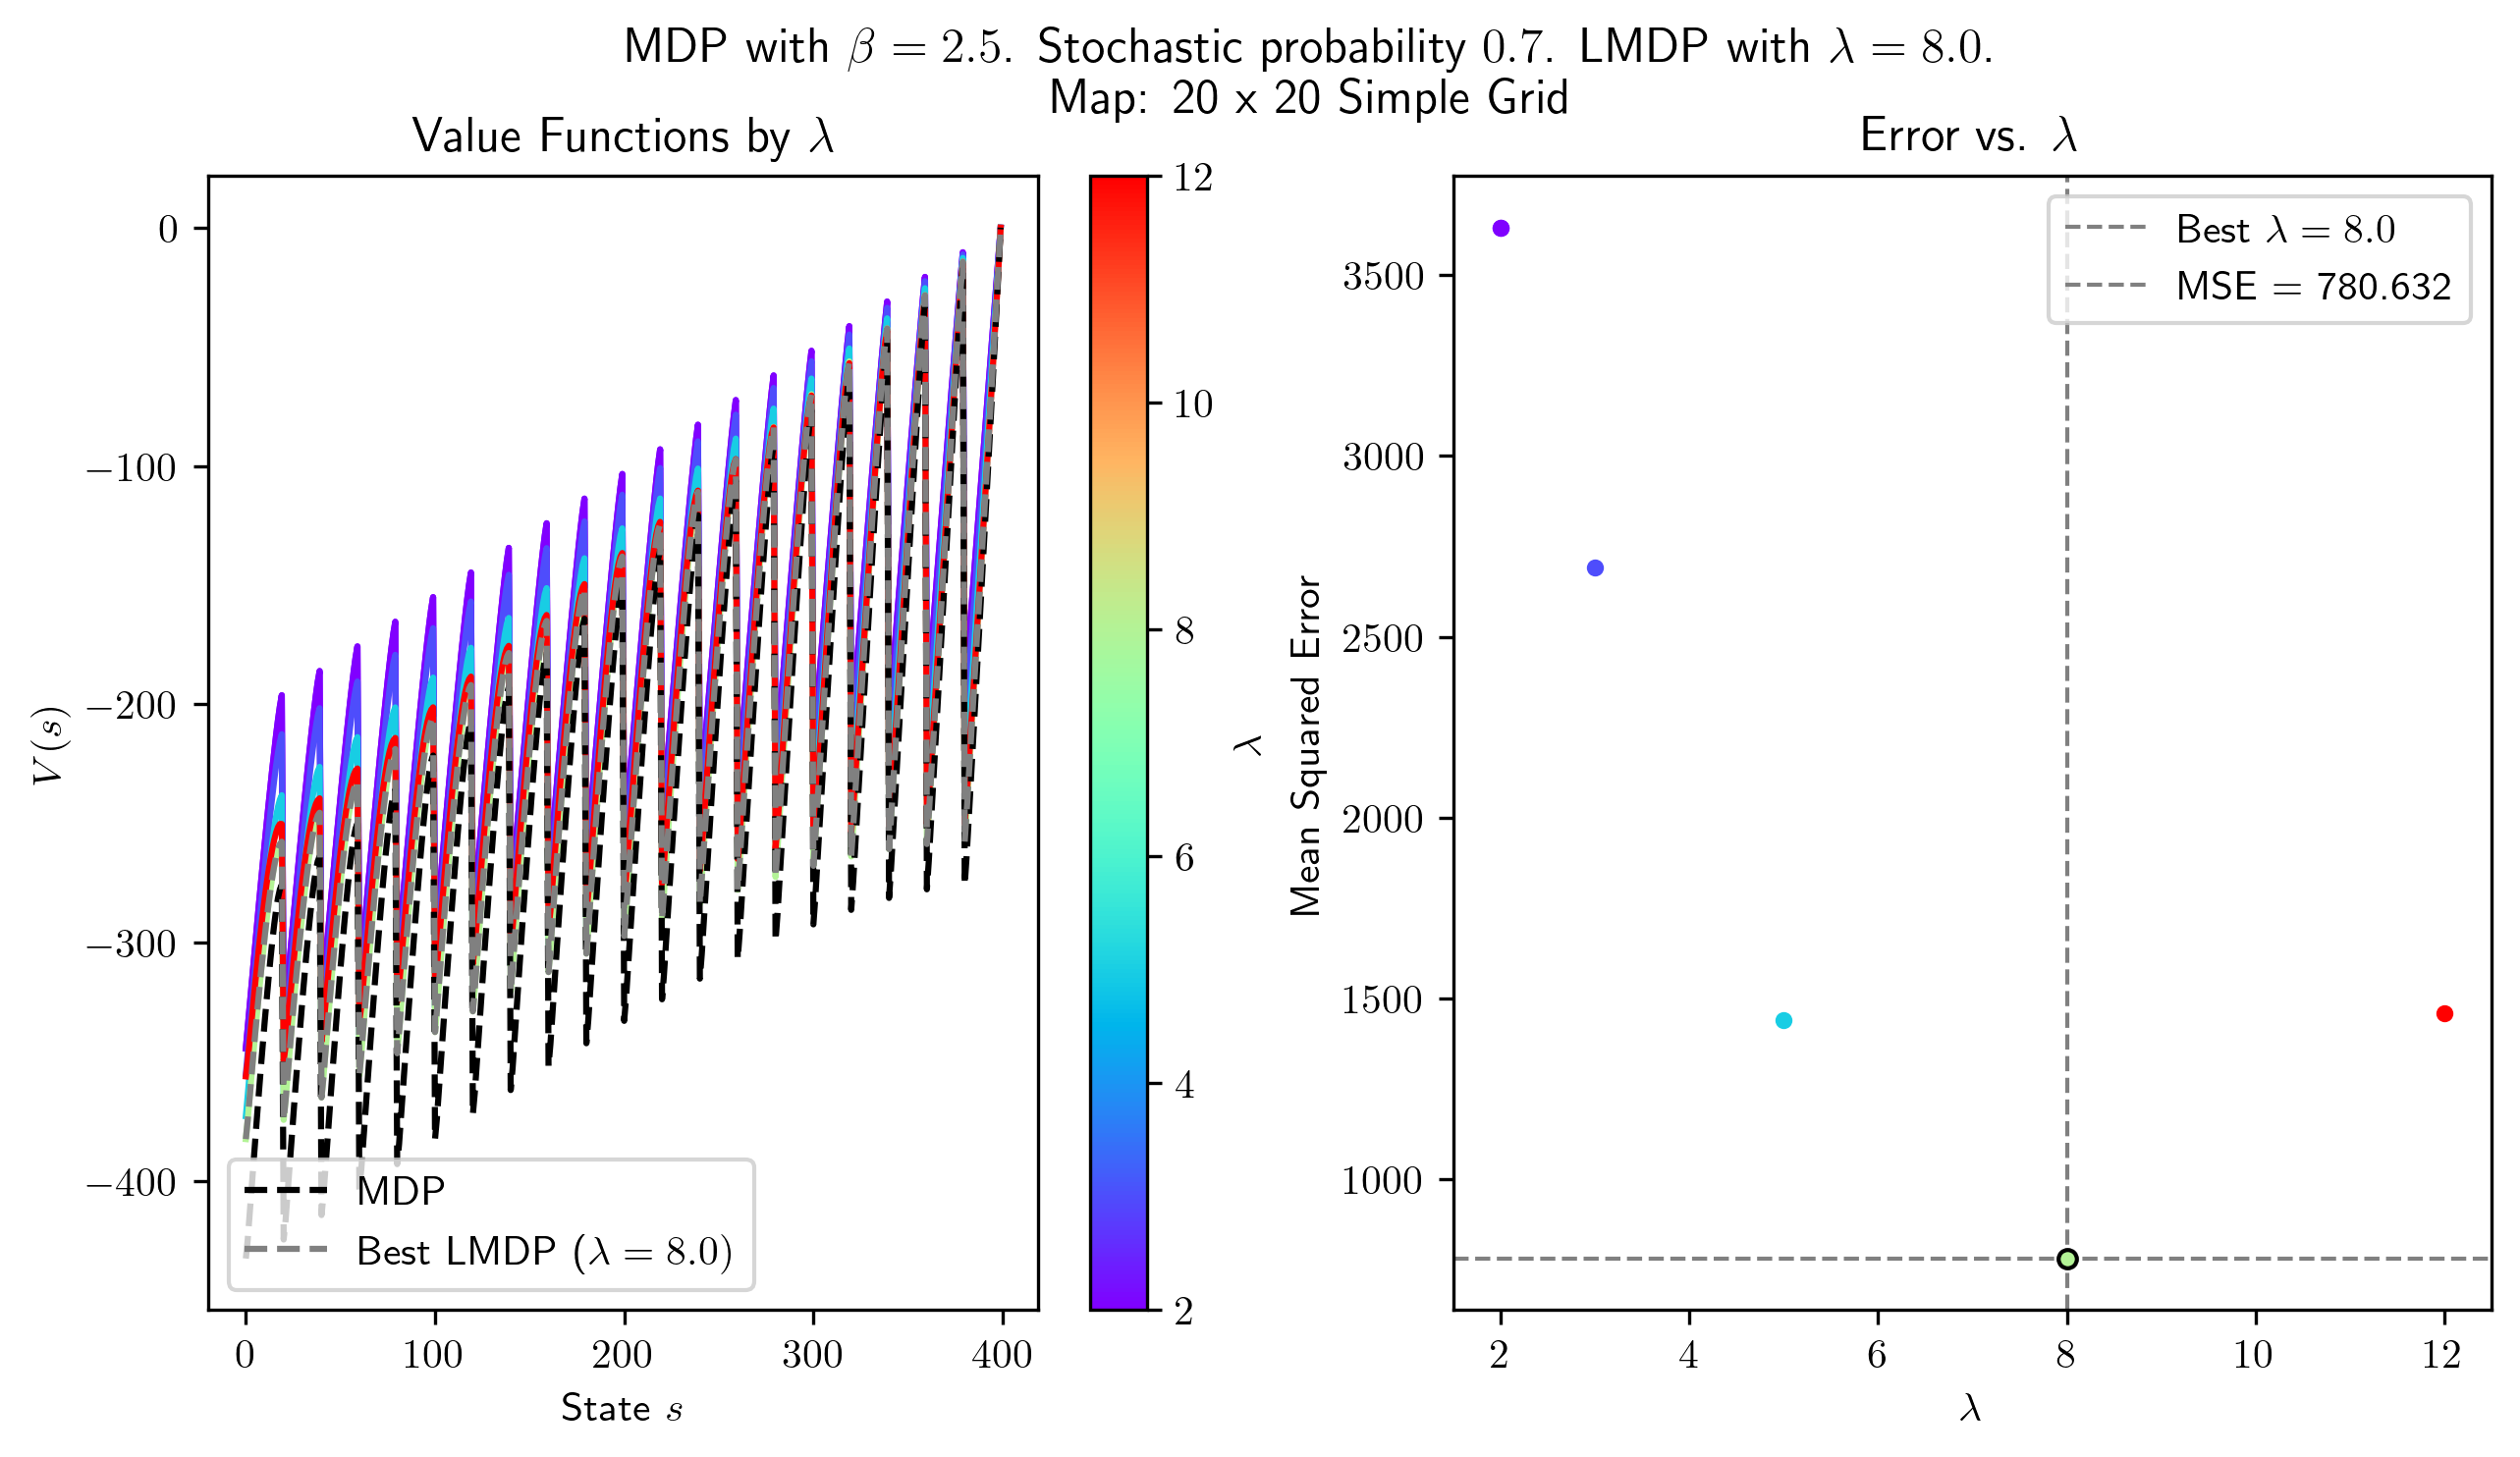 MDP with β = 2.5. Stochastic probability 0.7. LMDP with λ = 8.0.
Map: 20 x 20 Simple Grid
Value Functions by λ
V(s)
0
−100
−200
−300
−400
MDP
Best LMDP (λ = 8.0)
0 100 200 300 400
State s
12
10
8
6
4
2
λ
Error vs. λ
Mean Squared Error
3500
3000
2500
2000
1500
1000
Best λ = 8.0
MSE = 780.632
2 4 6 8 10 12
λ